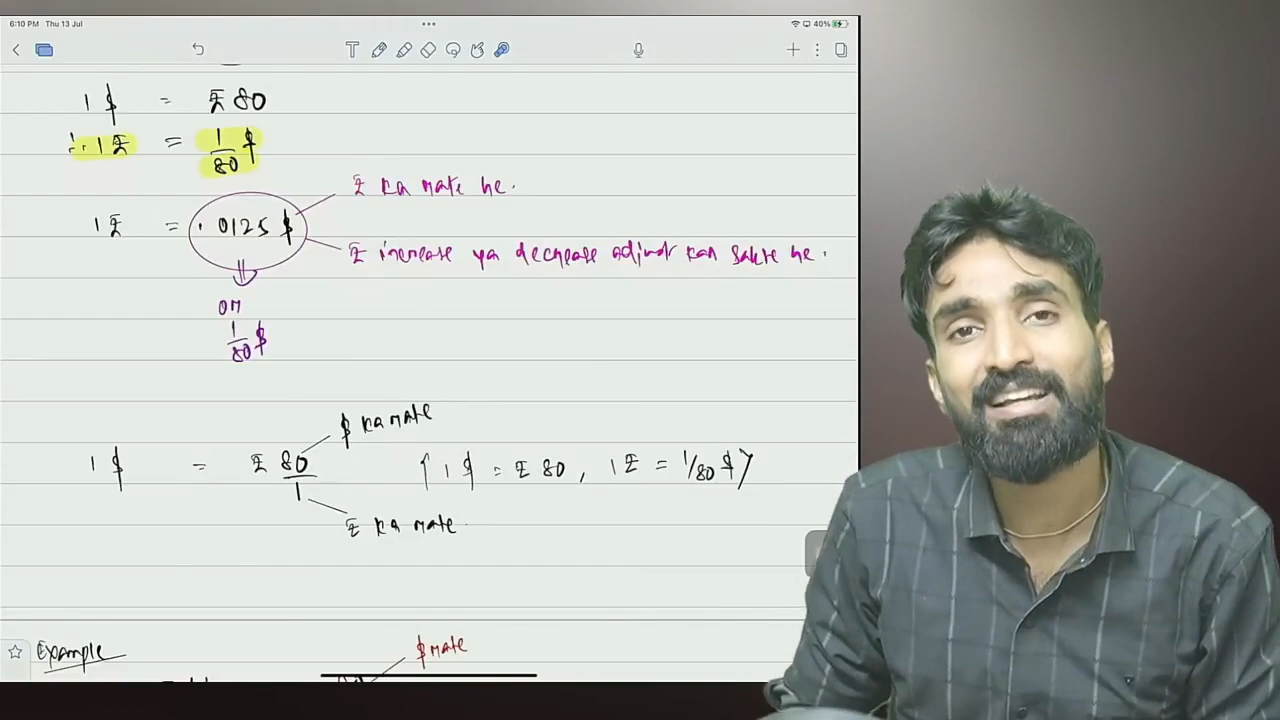 6:10 PM Thu 13 Jul
40%
1 $ = ₹ 80
∴ 1 ₹ = 1/80 $
₹ ka rate he.
1 ₹ = .0125 $
₹ increase ya decrease adjust kar sakte he.
or
1/80 $
$ ka rate
1 $ = ₹ 80/1 { 1 $ = ₹ 80, 1 ₹ = 1/80 $ }
₹ ka rate
Example
$ rate